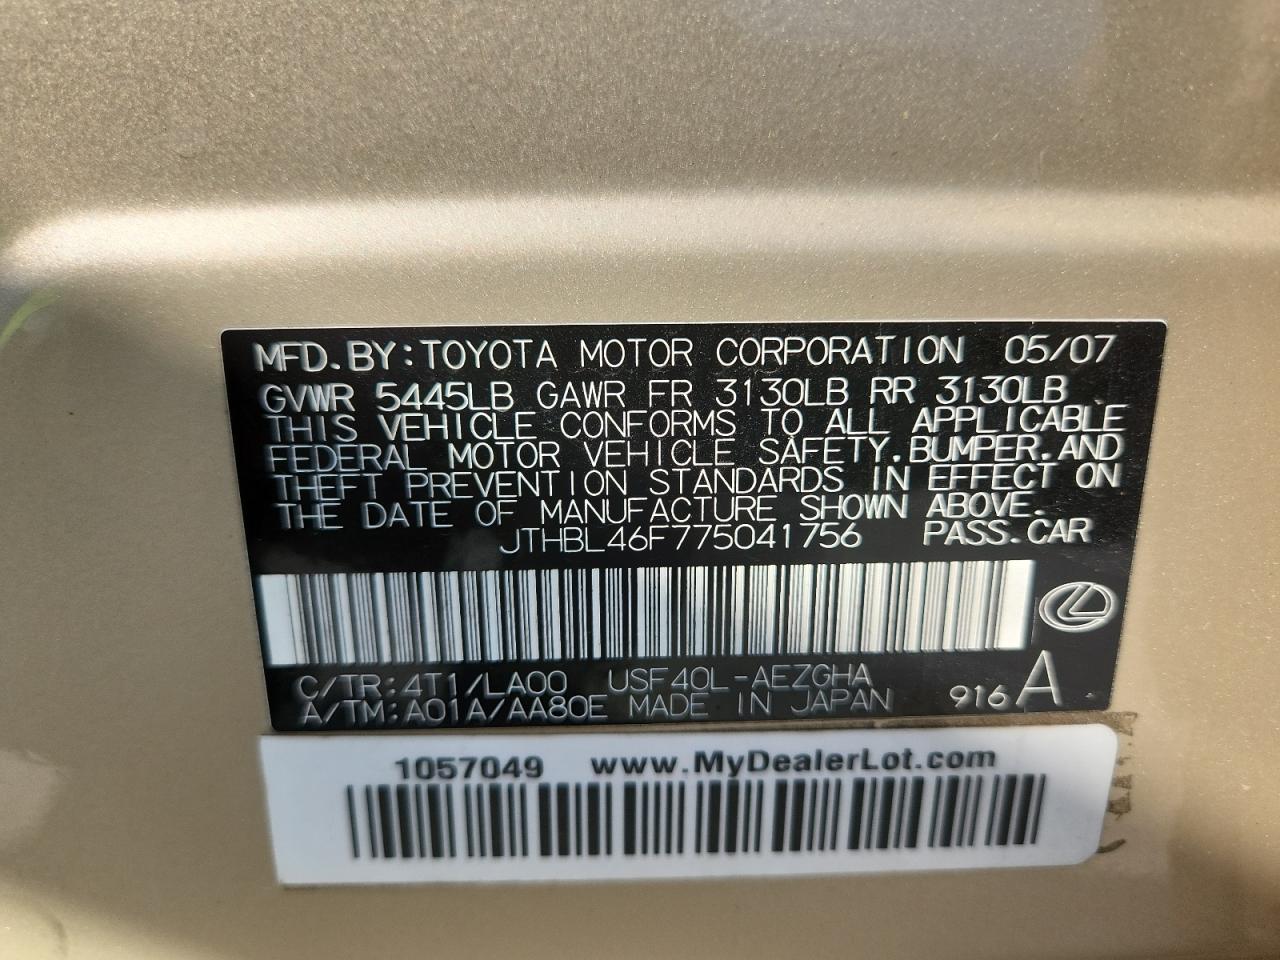 MFD. BY: TOYOTA MOTOR CORPORATION 05/07
GVWR 5445LB GAWR FR 3130LB RR 3130LB
THIS VEHICLE CONFORMS TO ALL APPLICABLE
FEDERAL MOTOR VEHICLE SAFETY, BUMPER, AND
THEFT PREVENTION STANDARDS IN EFFECT ON
THE DATE OF MANUFACTURE SHOWN ABOVE.
JTHBL46F775041756 PASS. CAR
C/TR: 4T1/LA00 USF40L-AEZGHA
A/TM: A01A/AA80E MADE IN JAPAN 916 A
1057049 www.MyDealerLot.com